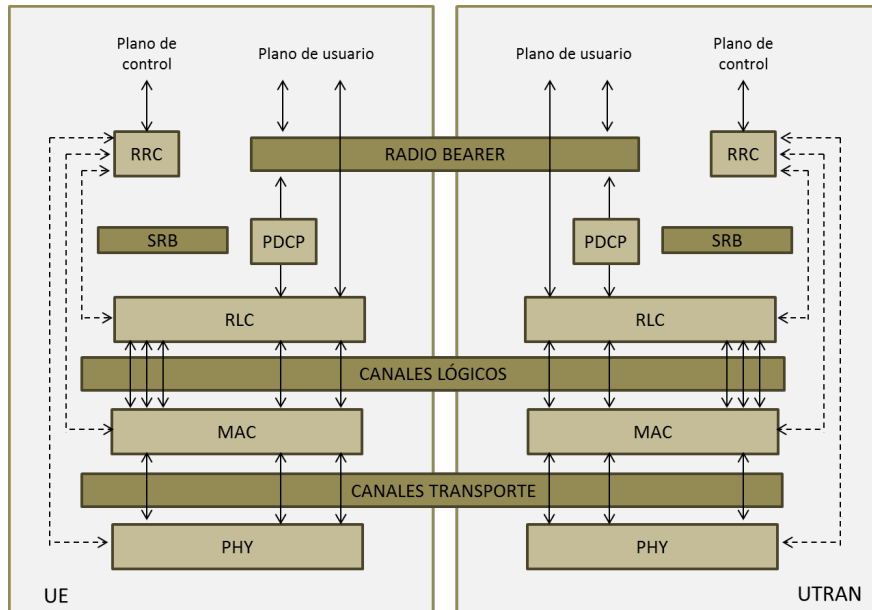 Plano de
control
Plano de usuario
Plano de usuario
Plano de
control
RRC
RADIO BEARER
RRC
SRB
PDCP
PDCP
SRB
RLC
RLC
CANALES LÓGICOS
MAC
MAC
CANALES TRANSPORTE
PHY
PHY
UE
UTRAN